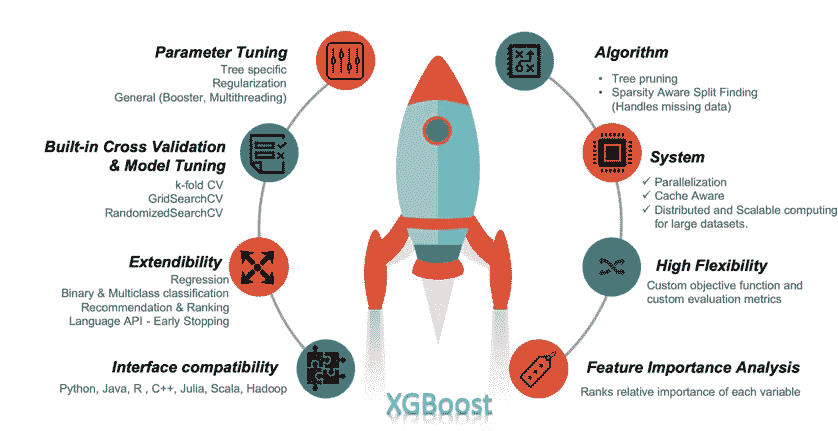 Parameter Tuning
Tree specific
Regularization
General (Booster, Multithreading)
Built-in Cross Validation
& Model Tuning
k-fold CV
GridSearchCV
RandomizedSearchCV
Extendibility
Regression
Binary & Multiclass classification
Recommendation & Ranking
Language API - Early Stopping
Interface compatibility
Python, Java, R , C++, Julia, Scala, Hadoop
Algorithm
• Tree pruning
• Sparsity Aware Split Finding
(Handles missing data)
System
✓ Parallelization
✓ Cache Aware
✓ Distributed and Scalable computing
for large datasets.
High Flexibility
Custom objective function and
custom evaluation metrics
Feature Importance Analysis
Ranks relative importance of each variable
XGBoost